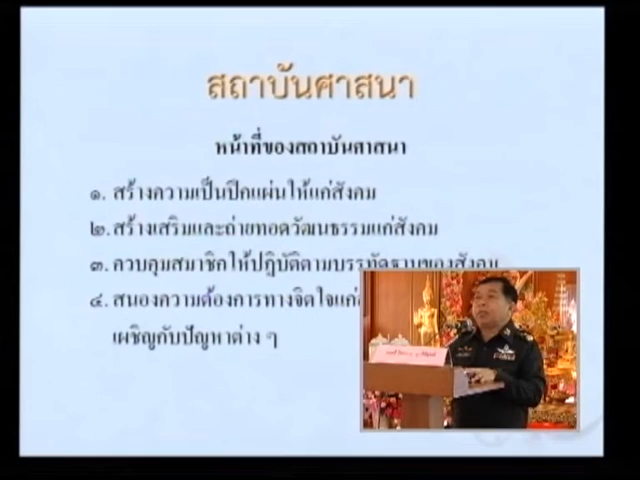 สถาบันศาสนา
หน้าที่ของสถาบันศาสนา
๑. สร้างความเป็นปึกแผ่นให้แก่สังคม
๒. สร้างเสริมและถ่ายทอดวัฒนธรรมแก่สังคม
๓. ควบคุมสมาชิกให้ปฏิบัติตามบรรทัดฐานของสังคม
๔. สนองความต้องการทางจิตใจแก่
เผชิญกับปัญหาต่าง ๆ